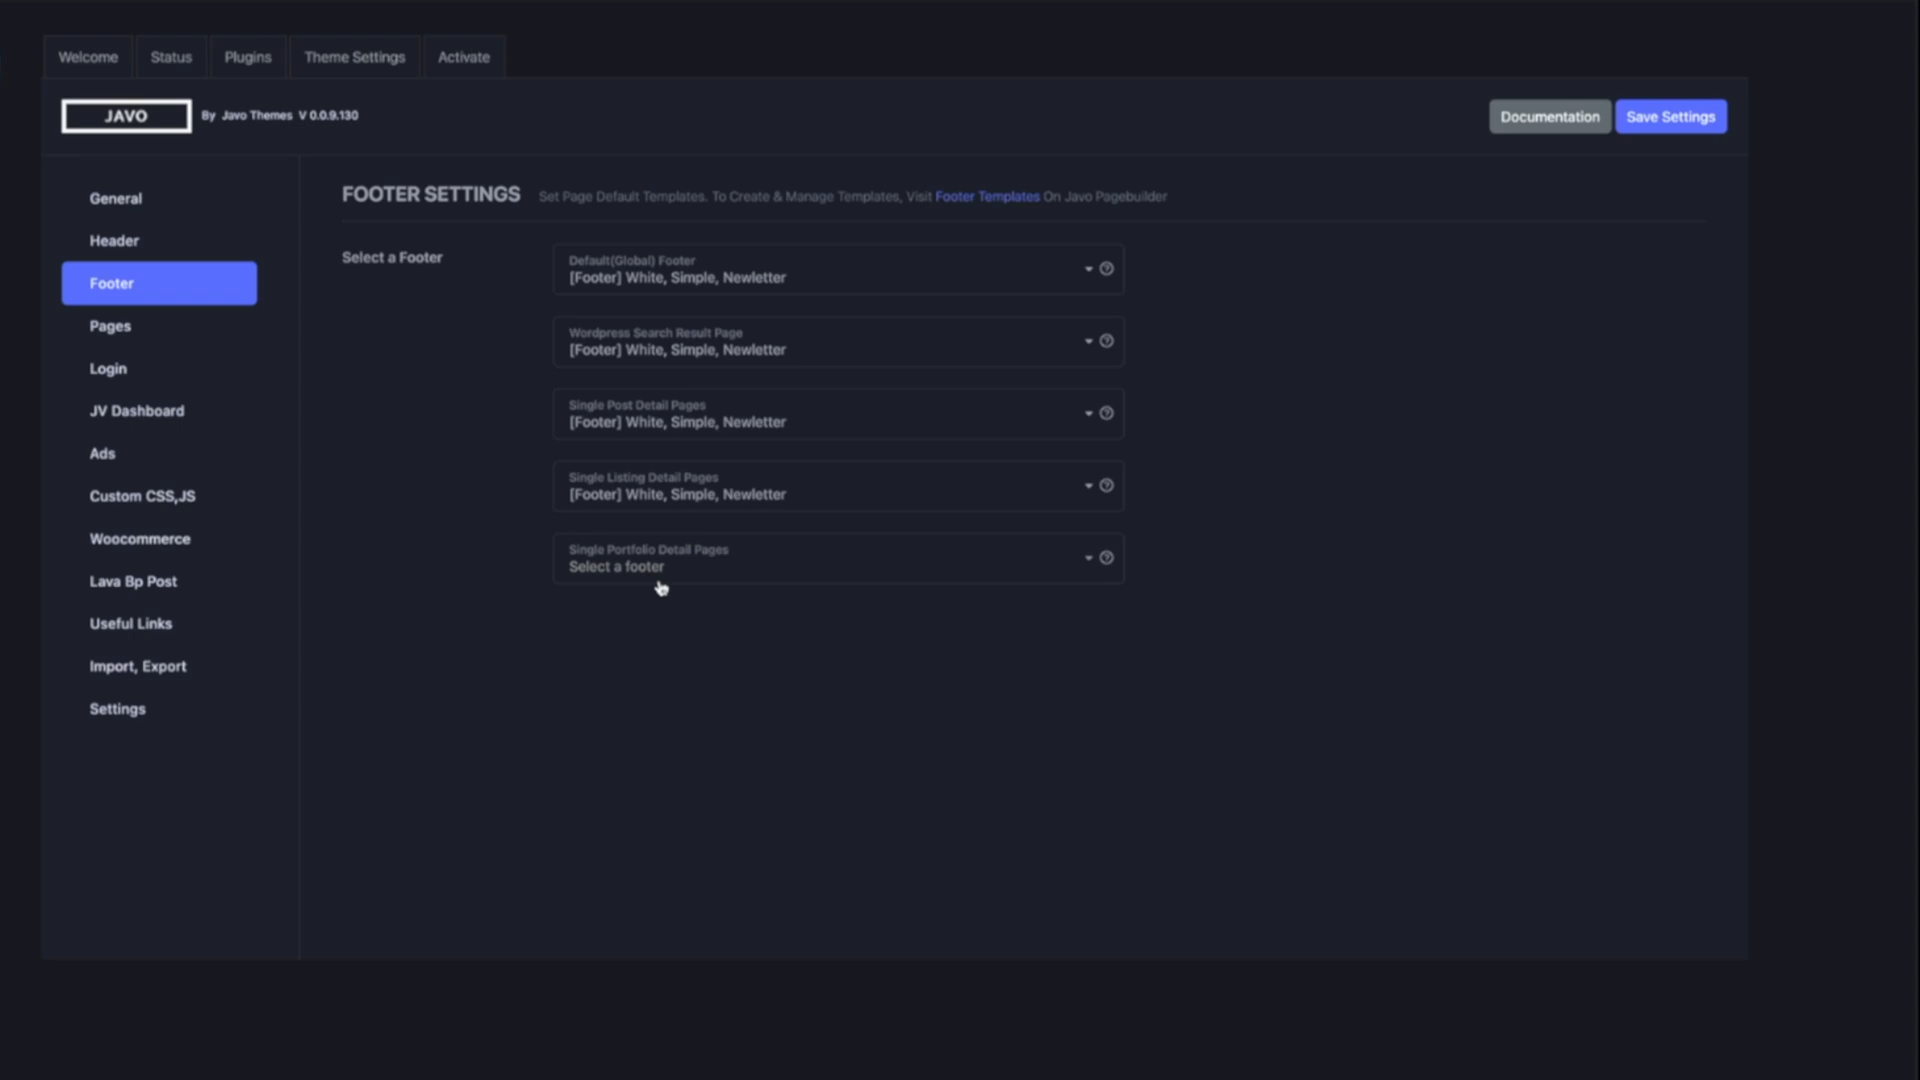 Welcome
Status
Plugins
Theme Settings
Activate
JAVO
By Javo Themes V 0.0.9.130
Documentation
Save Settings
General
Header
Footer
Pages
Login
JV Dashboard
Ads
Custom CSS,JS
Woocommerce
Lava Bp Post
Useful Links
Import, Export
Settings
FOOTER SETTINGS
Set Page Default Templates. To Create & Manage Templates, Visit Footer Templates On Javo Pagebuilder
Select a Footer
Default(Global) Footer
[Footer] White, Simple, Newletter
Wordpress Search Result Page
[Footer] White, Simple, Newletter
Single Post Detail Pages
[Footer] White, Simple, Newletter
Single Listing Detail Pages
[Footer] White, Simple, Newletter
Single Portfolio Detail Pages
Select a footer